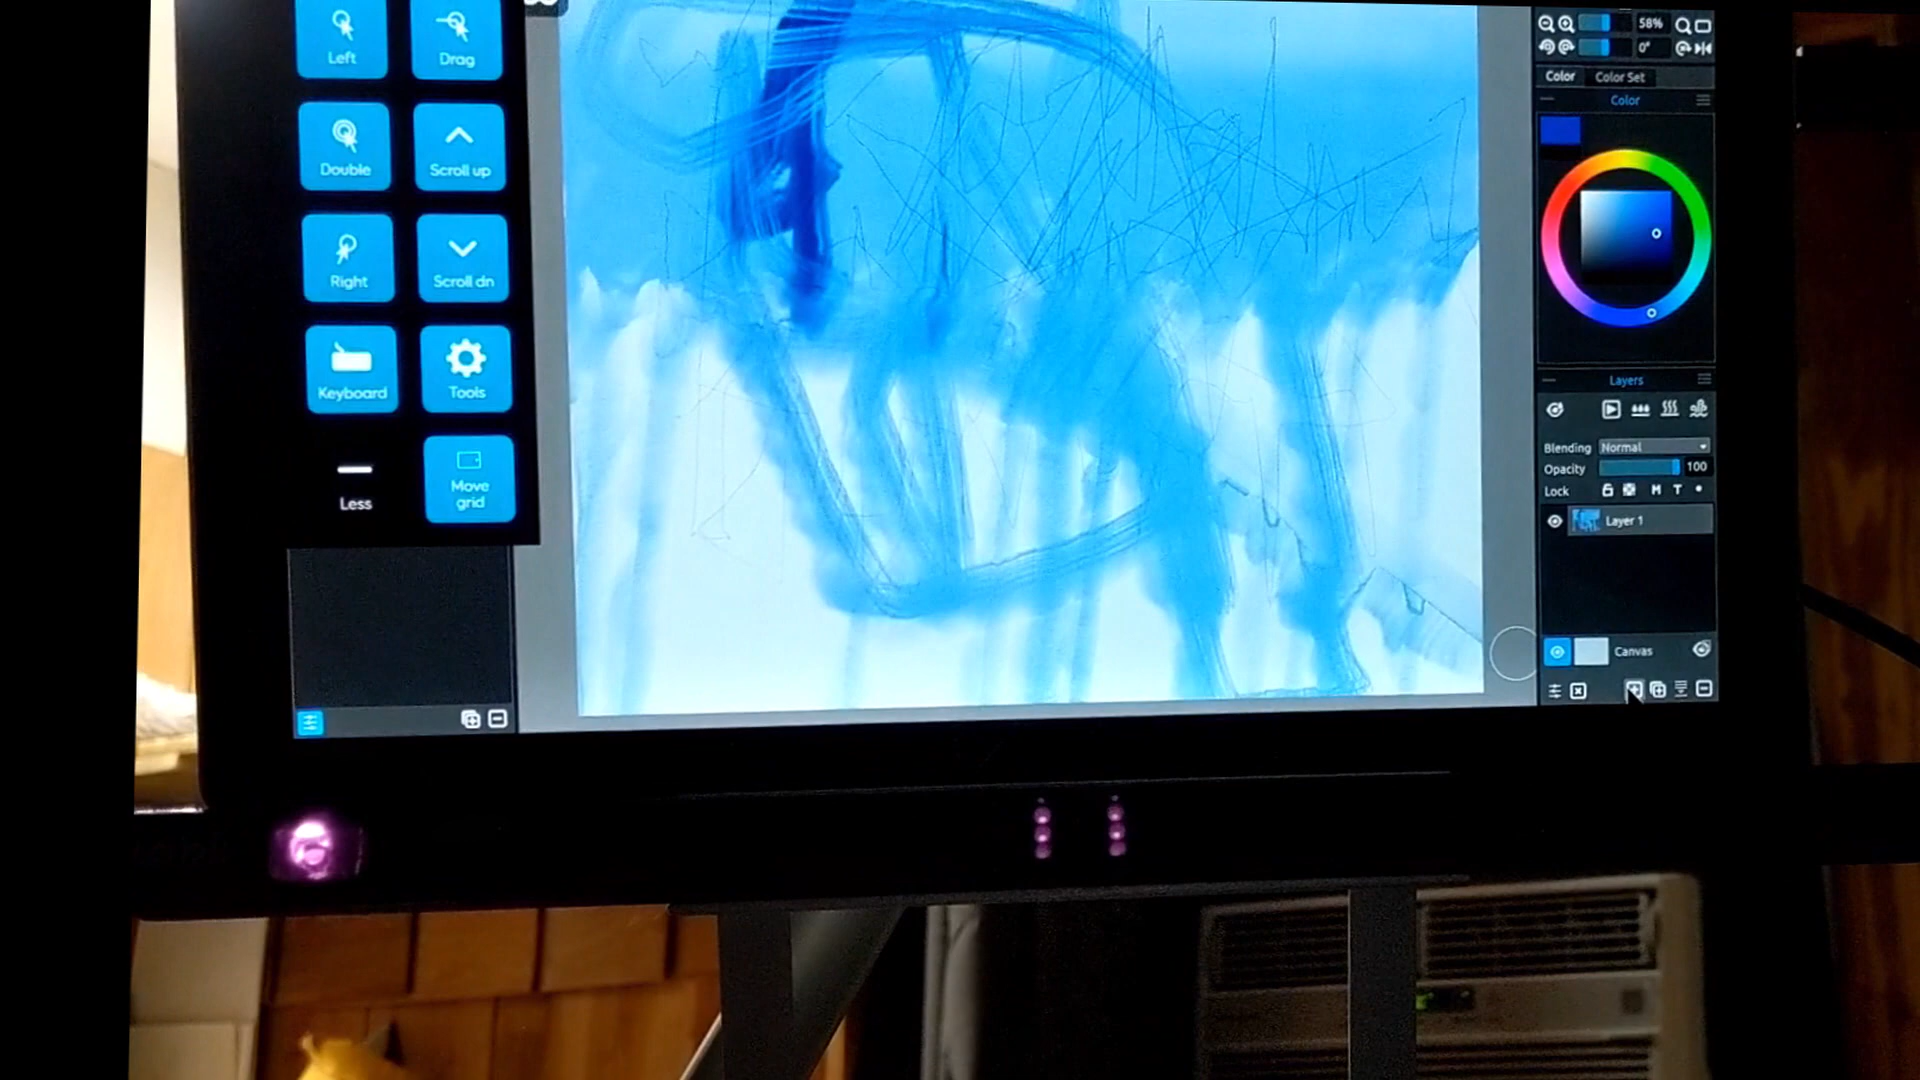 Left
Drag
Double
Scroll up
Right
Scroll dn
Keyboard
Tools
Less
Move
grid
58%
0°
Color
Color Set
Color
Layers
Blending
Normal
Opacity
100
Lock
M
T
Layer 1
Canvas